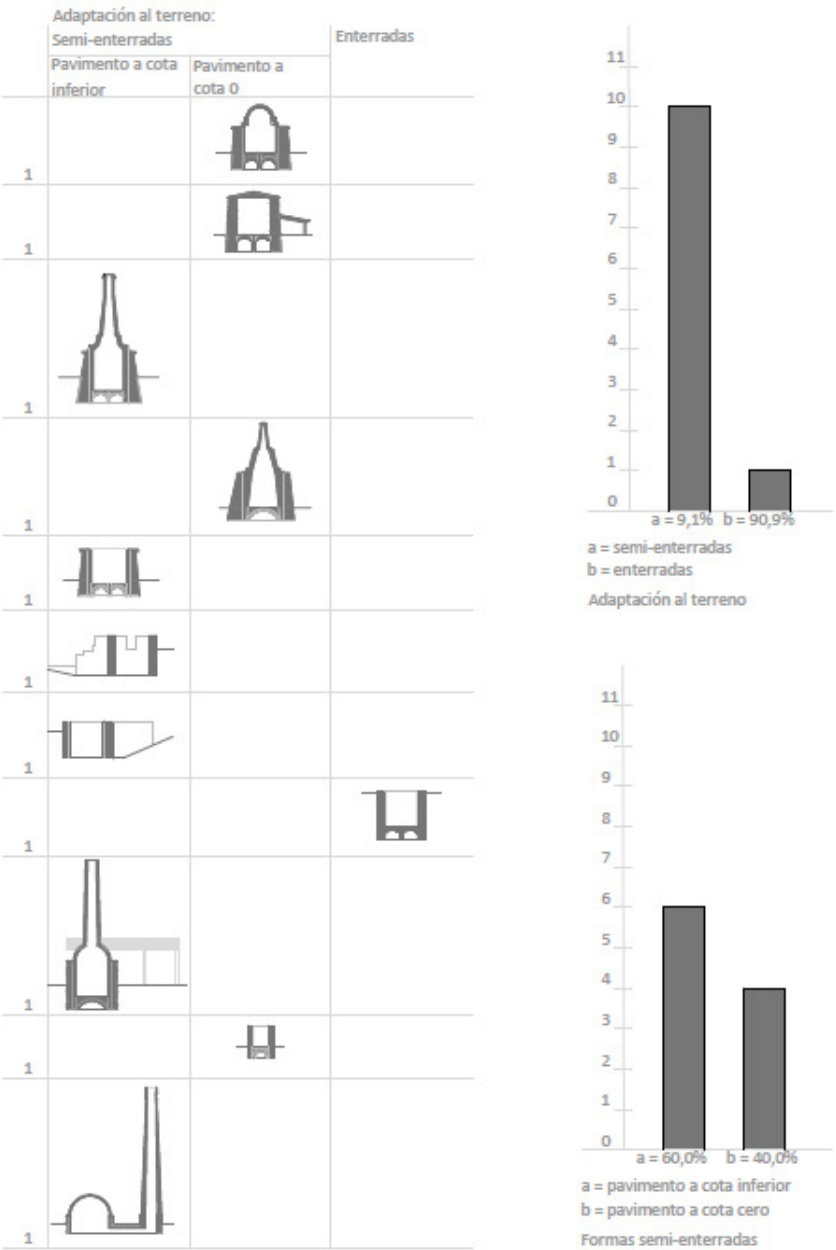 Adaptación al terreno:
Semi-enterradas
Enterradas
Pavimento a cota
inferior
Pavimento a
cota 0
1
1
1
1
1
1
1
1
1
1
1
11
10
9
8
7
6
5
4
3
2
1
0
a = 9,1% b = 90,9%
a = semi-enterradas
b = enterradas
Adaptación al terreno
11
10
9
8
7
6
5
4
3
2
1
0
a = 60,0% b = 40,0%
a = pavimento a cota inferior
b = pavimento a cota cero
Formas semi-enterradas